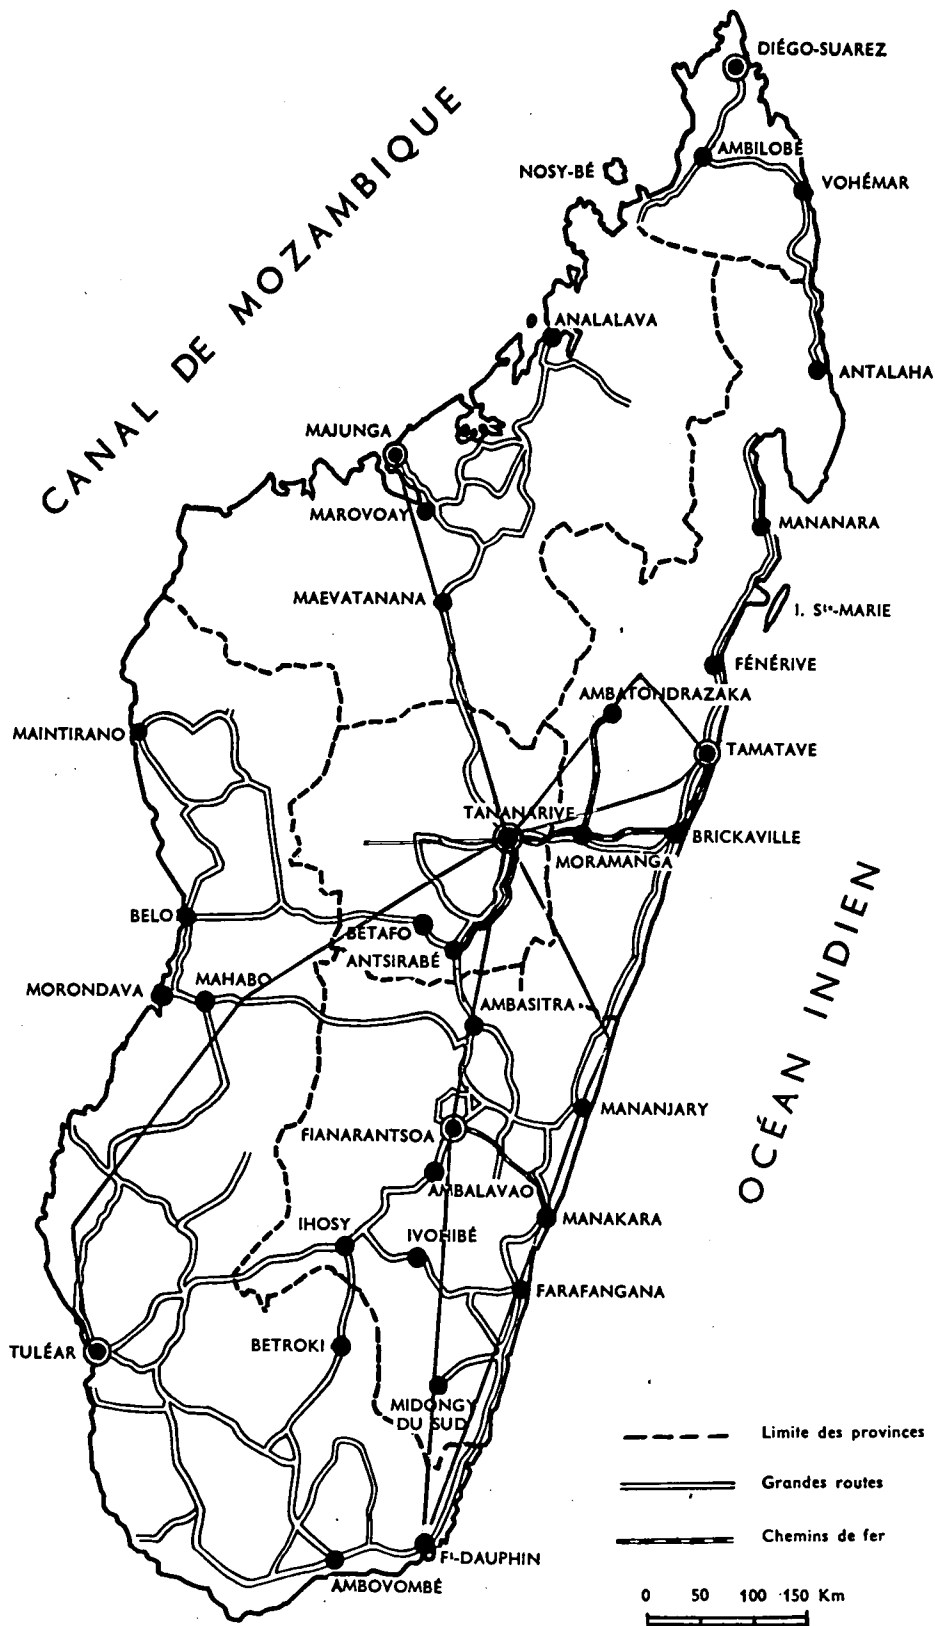 DIÉGO-SUAREZ
AMBILOBÉ
NOSY-BÉ
VOHÉMAR
CANAL DE MOZAMBIQUE
ANALALAVA
ANTALAHA
MAJUNGA
MAROVOAY
MANANARA
MAEVATANANA
I. Ste-MARIE
FÉNÉRIVE
AMBATONDRAZAKA
MAINTIRANO
TAMATAVE
TANANARIVE
BRICKAVILLE
MORAMANGA
BELO
BÉTAFO
ANTSIRABÉ
OCÉAN INDIEN
MORONDAVA
MAHABO
AMBASITRA
MANANJARY
FIANARANTSOA
AMBALAVAO
MANAKARA
IHOSY
IVOHIBÉ
FARAFANGANA
TULÉAR
BETROKI
MIDONGY
DU SUD
Limite des provinces
Grandes routes
Chemins de fer
Ft-DAUPHIN
AMBOVOMBÉ
0 50 100 150 Km